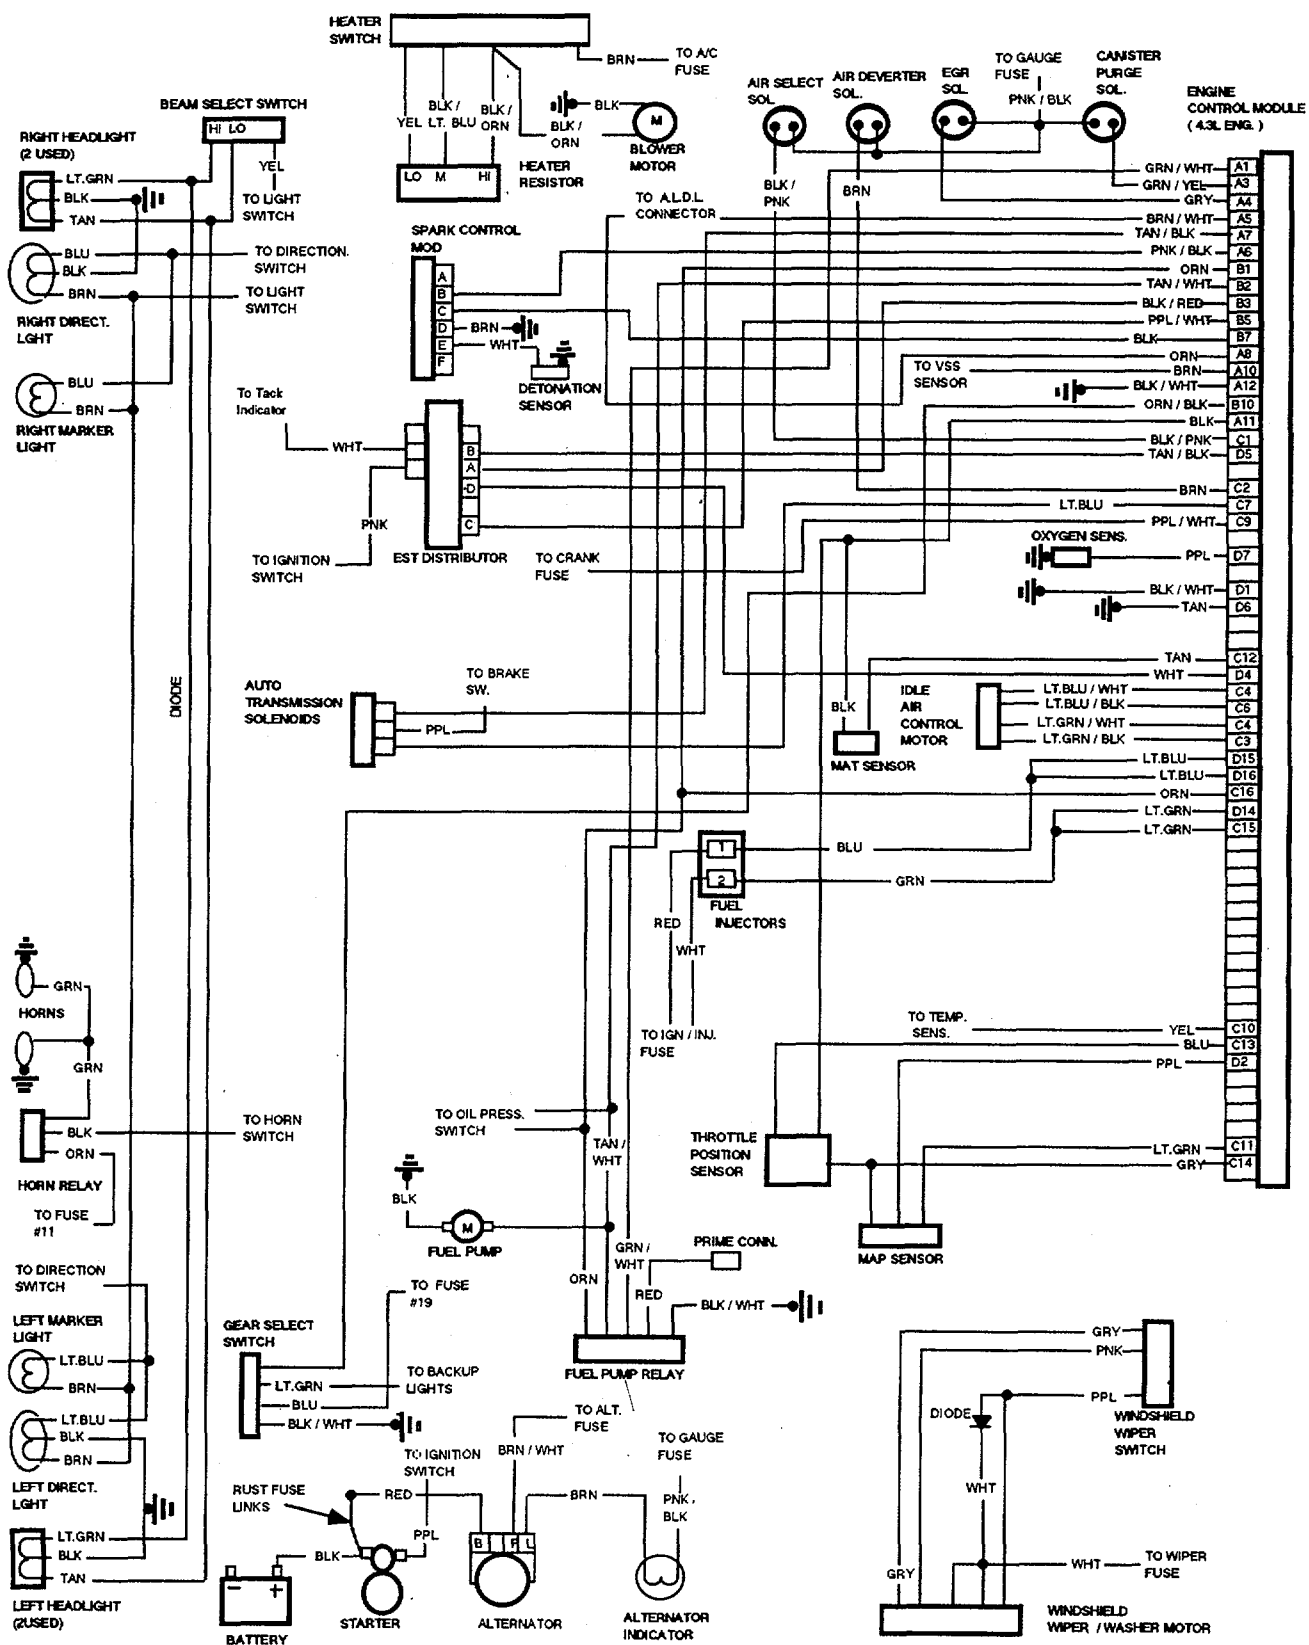 HEATER
SWITCH
BRN
TO A/C
FUSE
YEL
BLK /
LT. BLU
BLK /
ORN
BLK
BLK /
ORN
M
BLOWER
MOTOR
LO M HI
HEATER
RESISTOR
BEAM SELECT SWITCH
HI LO
YEL
TO LIGHT
SWITCH
RIGHT HEADLIGHT
(2 USED)
LT.GRN
BLK
TAN
BLU
BLK
BRN
TO DIRECTION.
SWITCH
TO LIGHT
SWITCH
RIGHT DIRECT.
LGHT
BLU
BRN
RIGHT MARKER
LIGHT
AIR SELECT
SOL.
AIR DEVERTER
SOL.
EGR
SOL.
TO GAUGE
FUSE
PNK / BLK
CANISTER
PURGE
SOL.
ENGINE
CONTROL MODULE
( 4.3L ENG. )
BLK /
PNK
BRN
TO A.L.D.L.
CONNECTOR
GRN / WHT A1
GRN / YEL A3
GRY A4
BRN / WHT A5
TAN / BLK A7
PNK / BLK A6
ORN B1
TAN / WHT B2
BLK / RED B3
PPL / WHT B5
BLK B7
ORN A8
TO VSS
SENSOR
BRN A10
BLK / WHT A12
ORN / BLK B10
BLK A11
BLK / PNK C1
TAN / BLK D5
BRN C2
LT.BLU C7
PPL / WHT C9
OXYGEN SENS.
PPL D7
BLK / WHT D1
TAN D6
TAN C12
WHT D4
LT.BLU / WHT C4
LT.BLU / BLK C6
LT.GRN / WHT C4
LT.GRN / BLK C3
IDLE
AIR
CONTROL
MOTOR
LT.BLU D15
LT.BLU D16
ORN C16
LT.GRN D14
LT.GRN C15
SPARK CONTROL
MOD
A
B
C
D
E
F
BRN
WHT
DETONATION
SENSOR
To Tack
Indicator
WHT
PNK
TO IGNITION
SWITCH
B
A
D
C
EST DISTRIBUTOR
TO CRANK
FUSE
DIODE
AUTO
TRANSMISSION
SOLENOIDS
TO BRAKE
SW.
PPL
BLK
MAT SENSOR
1
2
BLU
GRN
FUEL
INJECTORS
RED
WHT
TO IGN / INJ.
FUSE
GRN
HORNS
GRN
BLK
ORN
TO HORN
SWITCH
HORN RELAY
TO FUSE
#11
TO TEMP.
SENS.
YEL C10
BLU C13
PPL D2
LT.GRN C11
GRY C14
THROTTLE
POSITION
SENSOR
MAP SENSOR
TO OIL PRESS.
SWITCH
TAN /
WHT
BLK
M
FUEL PUMP
ORN
GRN /
WHT
RED
PRIME CONN.
BLK / WHT
FUEL PUMP RELAY
TO DIRECTION
SWITCH
LEFT MARKER
LIGHT
LT.BLU
BRN
LT.BLU
BLK
BRN
LEFT DIRECT.
LGHT
LT.GRN
BLK
TAN
LEFT HEADLIGHT
(2USED)
TO FUSE
#19
GEAR SELECT
SWITCH
LT.GRN
TO BACKUP
LIGHTS
BLU
BLK / WHT
TO IGNITION
SWITCH
RUST FUSE
LINKS
RED
PPL
BLK
- +
BATTERY
STARTER
BRN / WHT
TO ALT.
FUSE
B F L
ALTERNATOR
BRN
TO GAUGE
FUSE
PNK
BLK
ALTERNATOR
INDICATOR
GRY
PNK
PPL
WINDSHIELD
WIPER
SWITCH
DIODE
WHT
GRY
WHT
TO WIPER
FUSE
WINDSHIELD
WIPER / WASHER MOTOR